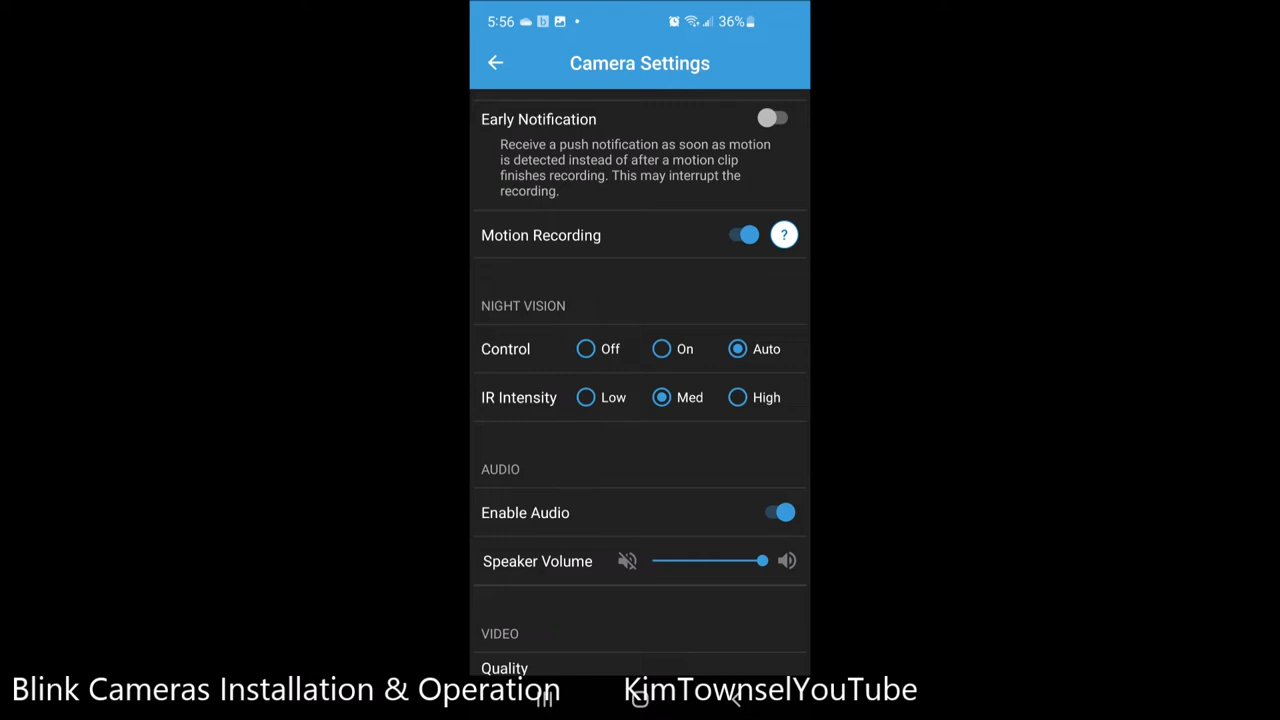 5:56 36%
Camera Settings
Early Notification
Receive a push notification as soon as motion
is detected instead of after a motion clip
finishes recording. This may interrupt the
recording.
Motion Recording ?
NIGHT VISION
Control Off On Auto
IR Intensity Low Med High
AUDIO
Enable Audio
Speaker Volume
VIDEO
Quality
Blink Cameras Installation & Operation KimTownselYouTube